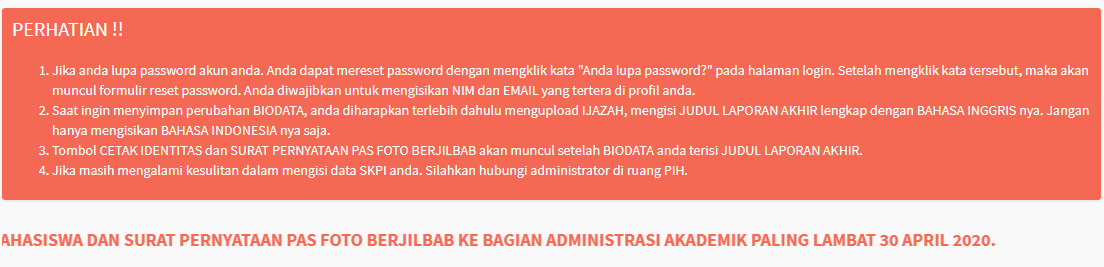 PERHATIAN !!
1. Jika anda lupa password akun anda. Anda dapat mereset password dengan mengklik kata "Anda lupa password?" pada halaman login. Setelah mengklik kata tersebut, maka akan
muncul formulir reset password. Anda diwajibkan untuk mengisikan NIM dan EMAIL yang tertera di profil anda.
2. Saat ingin menyimpan perubahan BIODATA, anda diharapkan terlebih dahulu mengupload IJAZAH, mengisi JUDUL LAPORAN AKHIR lengkap dengan BAHASA INGGRIS nya. Jangan
hanya mengisikan BAHASA INDONESIA nya saja.
3. Tombol CETAK IDENTITAS dan SURAT PERNYATAAN PAS FOTO BERJILBAB akan muncul setelah BIODATA anda terisi JUDUL LAPORAN AKHIR.
4. Jika masih mengalami kesulitan dalam mengisi data SKPI anda. Silahkan hubungi administrator di ruang PIH.
AHASISWA DAN SURAT PERNYATAAN PAS FOTO BERJILBAB KE BAGIAN ADMINISTRASI AKADEMIK PALING LAMBAT 30 APRIL 2020.